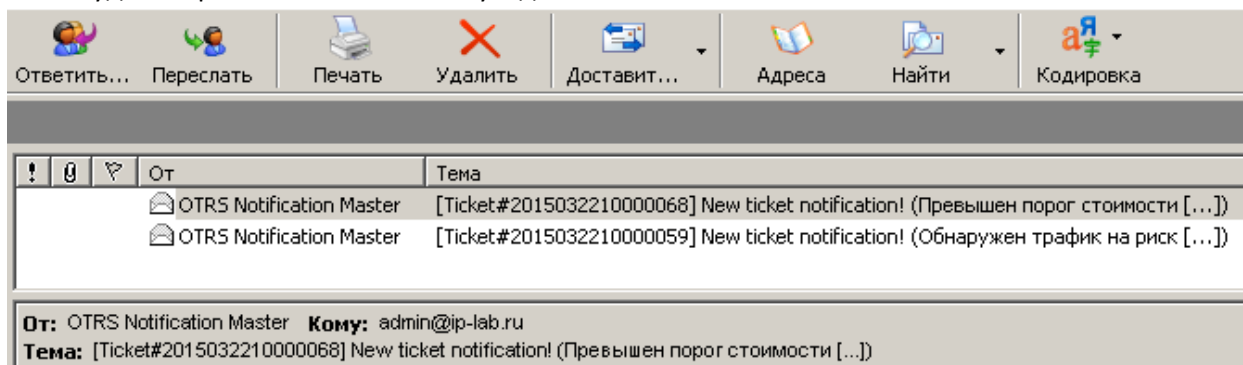 Ответить... Переслать Печать Удалить Доставит... Адреса Найти Кодировка
! От Тема
OTRS Notification Master [Ticket#2015032210000068] New ticket notification! (Превышен порог стоимости [...])
OTRS Notification Master [Ticket#2015032210000059] New ticket notification! (Обнаружен трафик на риск [...])
От: OTRS Notification Master Кому: admin@ip-lab.ru
Тема: [Ticket#2015032210000068] New ticket notification! (Превышен порог стоимости [...])